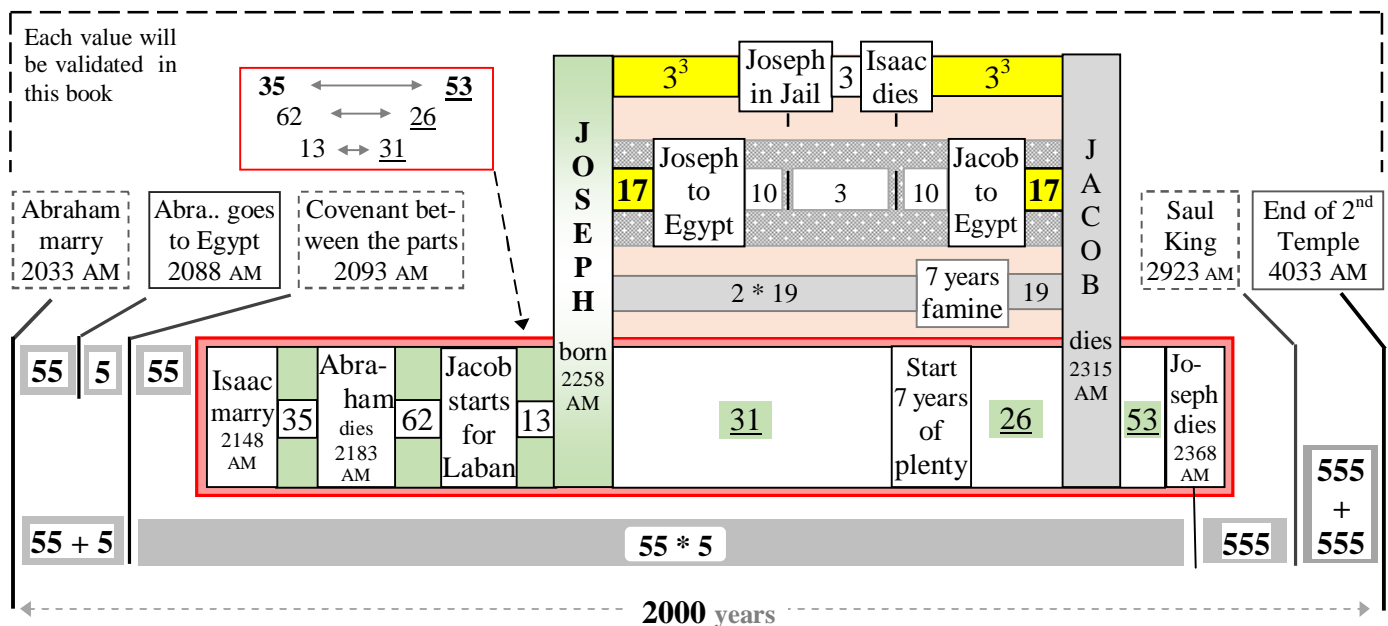 Each value will
be validated in
this book
35 53
62 26
13 31
J
O
S
E
P
H
born
2258
AM
3³
Joseph
in Jail
3
Isaac
dies
3³
17
Joseph
to
Egypt
10
3
10
Jacob
to
Egypt
17
2 * 19
7 years
famine
19
J
A
C
O
B
dies
2315
AM
Abraham
marry
2033 AM
Abra.. goes
to Egypt
2088 AM
Covenant bet-
ween the parts
2093 AM
Saul
King
2923 AM
End of 2nd
Temple
4033 AM
55
5
55
Isaac
marry
2148
AM
35
Abra-
ham
dies
2183
AM
62
Jacob
starts
for
Laban
13
31
Start
7 years
of
plenty
26
53
Jo-
seph
dies
2368
AM
55 + 5
55 * 5
555
555
+
555
2000 years